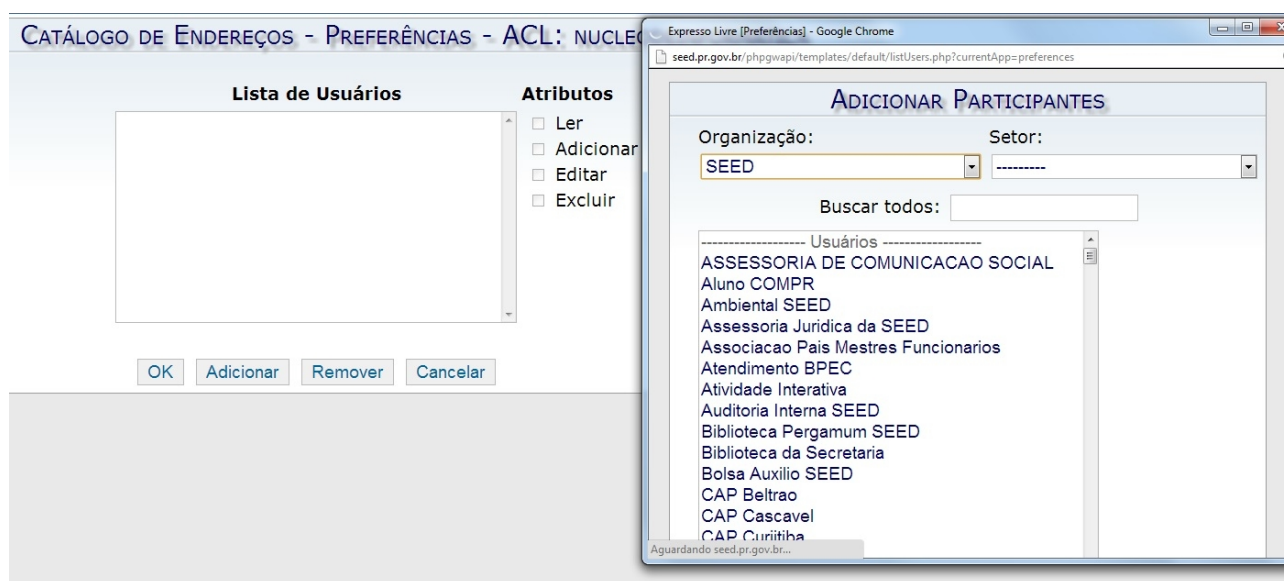 CATÁLOGO DE ENDEREÇOS - PREFERÊNCIAS - ACL: NUCLEO
Lista de Usuários
Atributos
Ler
Adicionar
Editar
Excluir
OK
Adicionar
Remover
Cancelar
Expresso Livre [Preferências] - Google Chrome
seed.pr.gov.br/phpgwapi/templates/default/listUsers.php?currentApp=preferences
ADICIONAR PARTICIPANTES
Organização:
Setor:
SEED
---------
Buscar todos:
------------------- Usuários ------------------
ASSESSORIA DE COMUNICACAO SOCIAL
Aluno COMPR
Ambiental SEED
Assessoria Juridica da SEED
Associacao Pais Mestres Funcionarios
Atendimento BPEC
Atividade Interativa
Auditoria Interna SEED
Biblioteca Pergamum SEED
Biblioteca da Secretaria
Bolsa Auxilio SEED
CAP Beltrao
CAP Cascavel
CAP Curiitiba
Aguardando seed.pr.gov.br...